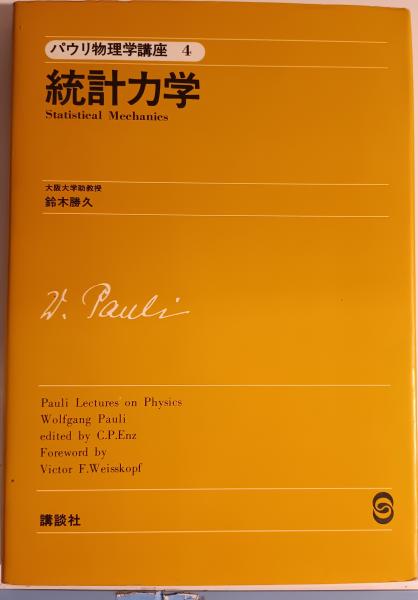 パウリ物理学講座 4
統計力学
Statistical Mechanics
大阪大学助教授
鈴木勝久
W. Pauli
Pauli Lectures on Physics
Wolfgang Pauli
edited by C.P.Enz
Foreword by
Victor F.Weisskopf
講談社